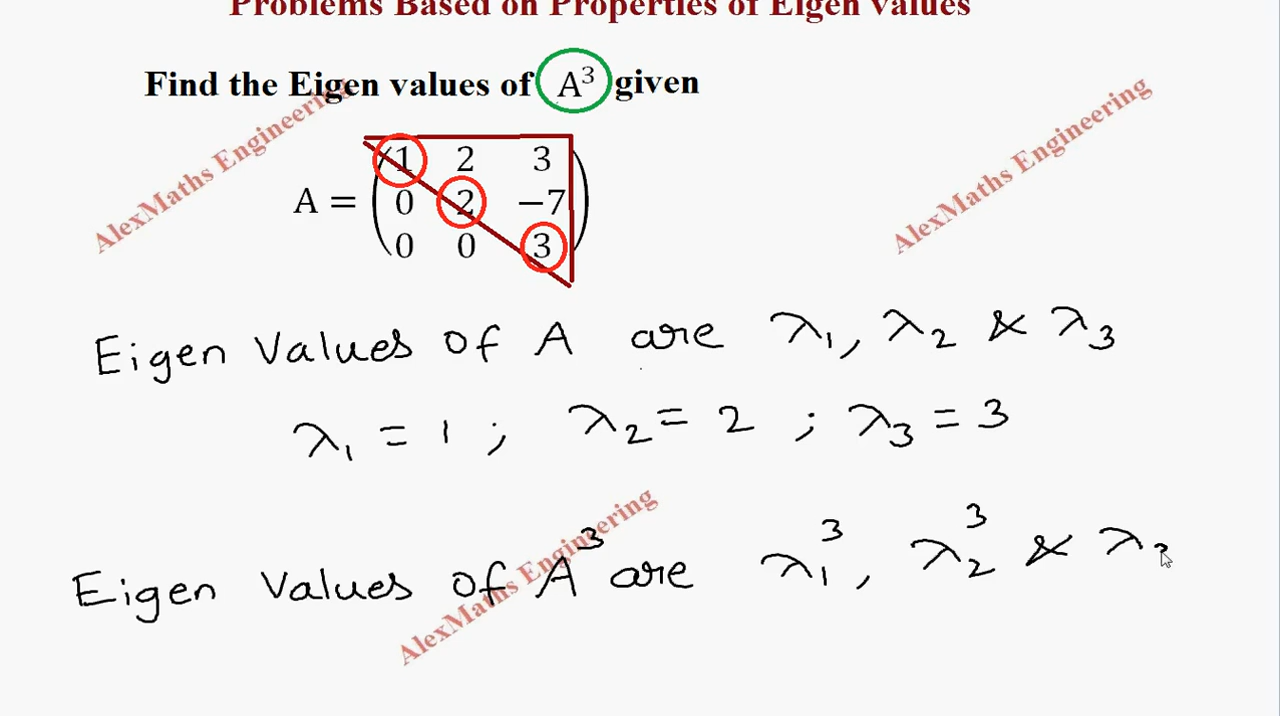 Problems Based on Properties of Eigen values
Find the Eigen values of A³ given
A = ( 1 2 3
0 2 −7
0 0 3 )
Eigen Values of A are λ₁, λ₂ & λ₃
λ₁ = 1 ; λ₂ = 2 ; λ₃ = 3
Eigen Values of A³ are λ₁³, λ₂³ & λ₃
AlexMaths Engineering
AlexMaths Engineering
AlexMaths Engineering